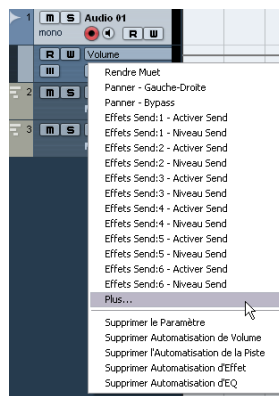 1 m S Audio 01
mono R W
R W Volume
2 m S
3 m S
Rendre Muet
Panner - Gauche-Droite
Panner - Bypass
Effets Send:1 - Activer Send
Effets Send:1 - Niveau Send
Effets Send:2 - Activer Send
Effets Send:2 - Niveau Send
Effets Send:3 - Activer Send
Effets Send:3 - Niveau Send
Effets Send:4 - Activer Send
Effets Send:4 - Niveau Send
Effets Send:5 - Activer Send
Effets Send:5 - Niveau Send
Effets Send:6 - Activer Send
Effets Send:6 - Niveau Send
Plus...
Supprimer le Paramètre
Supprimer Automatisation de Volume
Supprimer l'Automatisation de la Piste
Supprimer Automatisation d'Effet
Supprimer Automatisation d'EQ